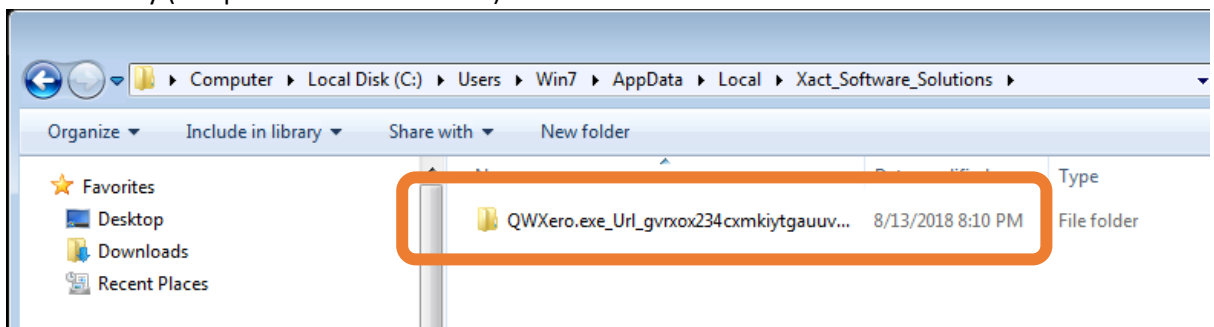 Computer ▸ Local Disk (C:) ▸ Users ▸ Win7 ▸ AppData ▸ Local ▸ Xact_Software_Solutions ▸
Organize ▼ Include in library ▼ Share with ▼ New folder
Favorites
Desktop
Downloads
Recent Places
Type
QWXero.exe_Url_gvrxox234cxmkiytgauuv... 8/13/2018 8:10 PM File folder